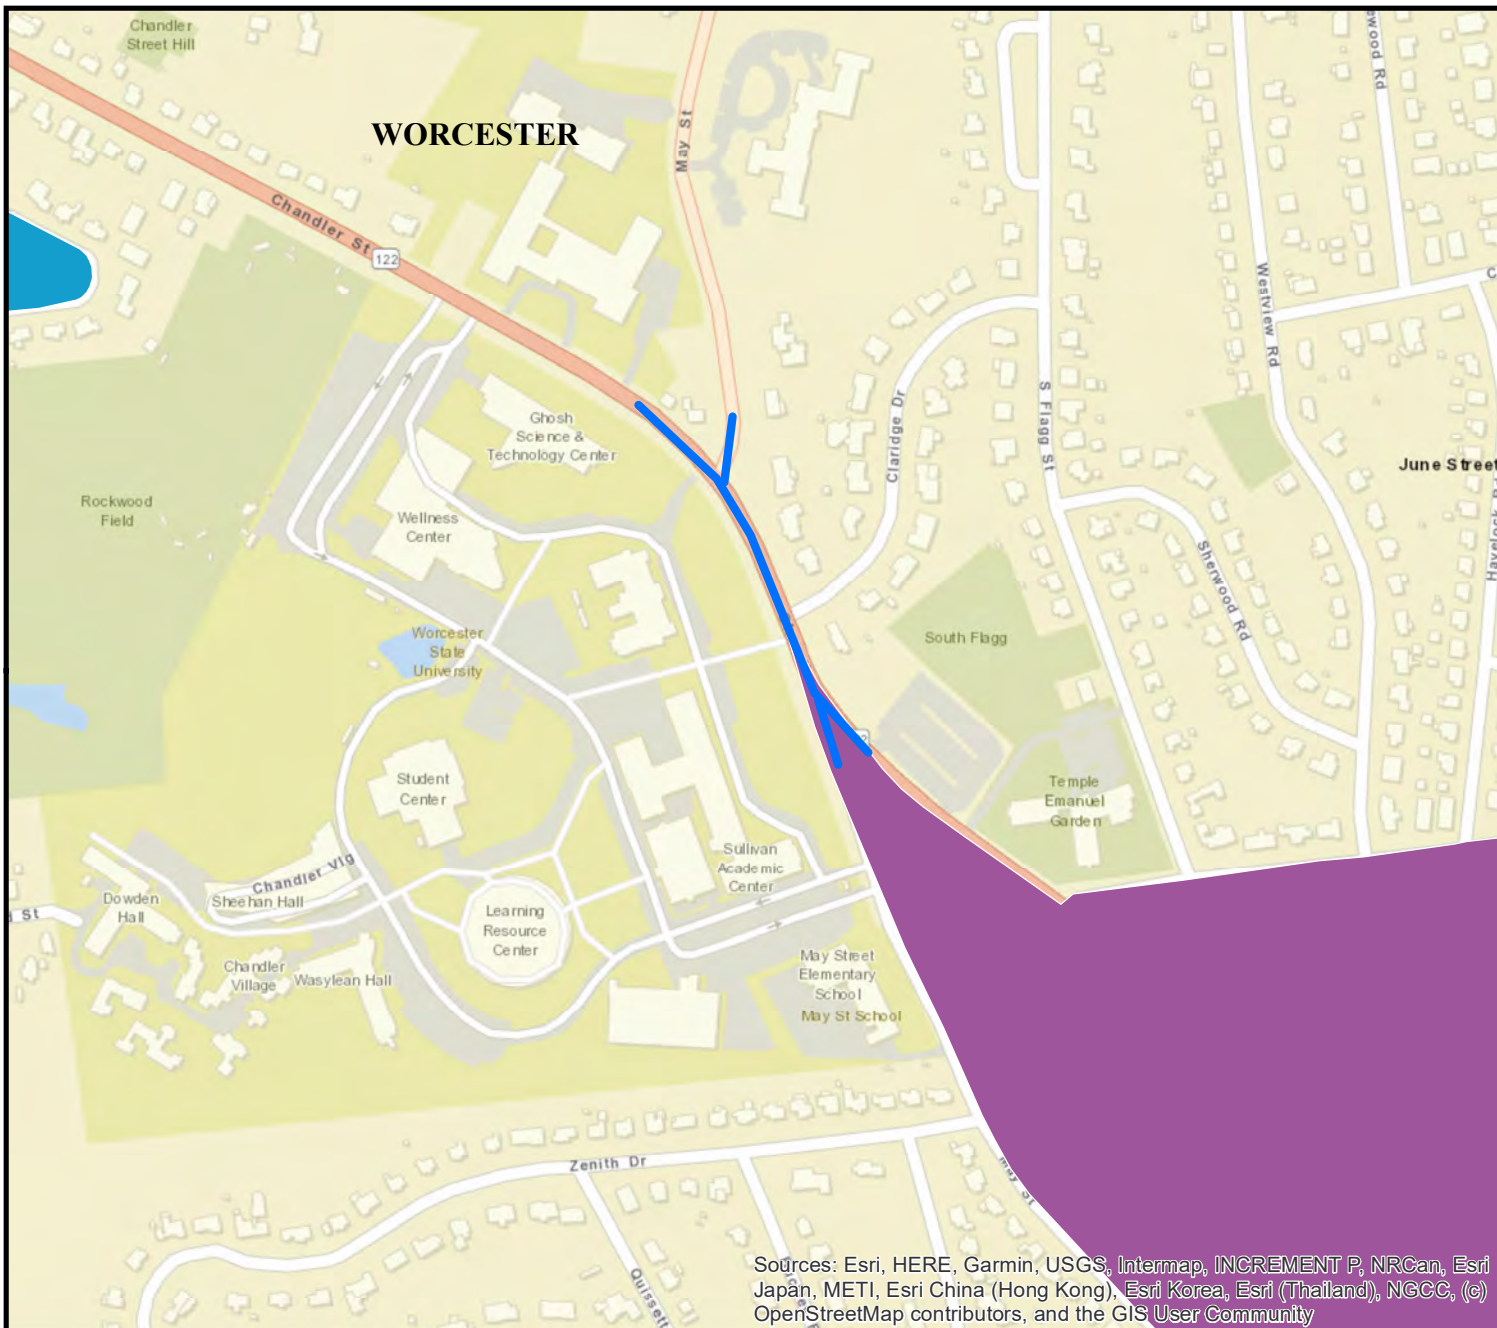 Chandler
Street Hill
WORCESTER
May St
Chandler St
122
Westview Rd
S Flagg St
Claridge Dr
June Street
Ghosh
Science &
Technology Center
Rockwood
Field
Wellness
Center
Sherwood Rd
Worcester
State
University
South Flagg
Student
Center
Temple
Emanuel
Garden
Sullivan
Academic
Center
Chandler Vlg
Sheehan Hall
Dowden
Hall
St
Learning
Resource
Center
May Street
Elementary
School
May St School
Chandler
Village
Wasylean Hall
Zenith Dr
May St
Quissett
Sources: Esri, HERE, Garmin, USGS, Intermap, INCREMENT P, NRCan, Esri
Japan, METI, Esri China (Hong Kong), Esri Korea, Esri (Thailand), NGCC, (c)
OpenStreetMap contributors, and the GIS User Community